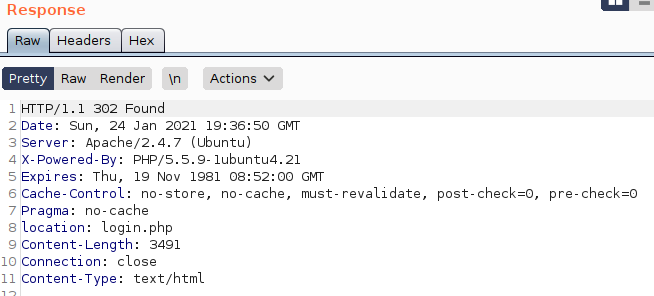 Response
Raw Headers Hex
Pretty Raw Render \n Actions
1 HTTP/1.1 302 Found
2 Date: Sun, 24 Jan 2021 19:36:50 GMT
3 Server: Apache/2.4.7 (Ubuntu)
4 X-Powered-By: PHP/5.5.9-1ubuntu4.21
5 Expires: Thu, 19 Nov 1981 08:52:00 GMT
6 Cache-Control: no-store, no-cache, must-revalidate, post-check=0, pre-check=0
7 Pragma: no-cache
8 location: login.php
9 Content-Length: 3491
10 Connection: close
11 Content-Type: text/html
12